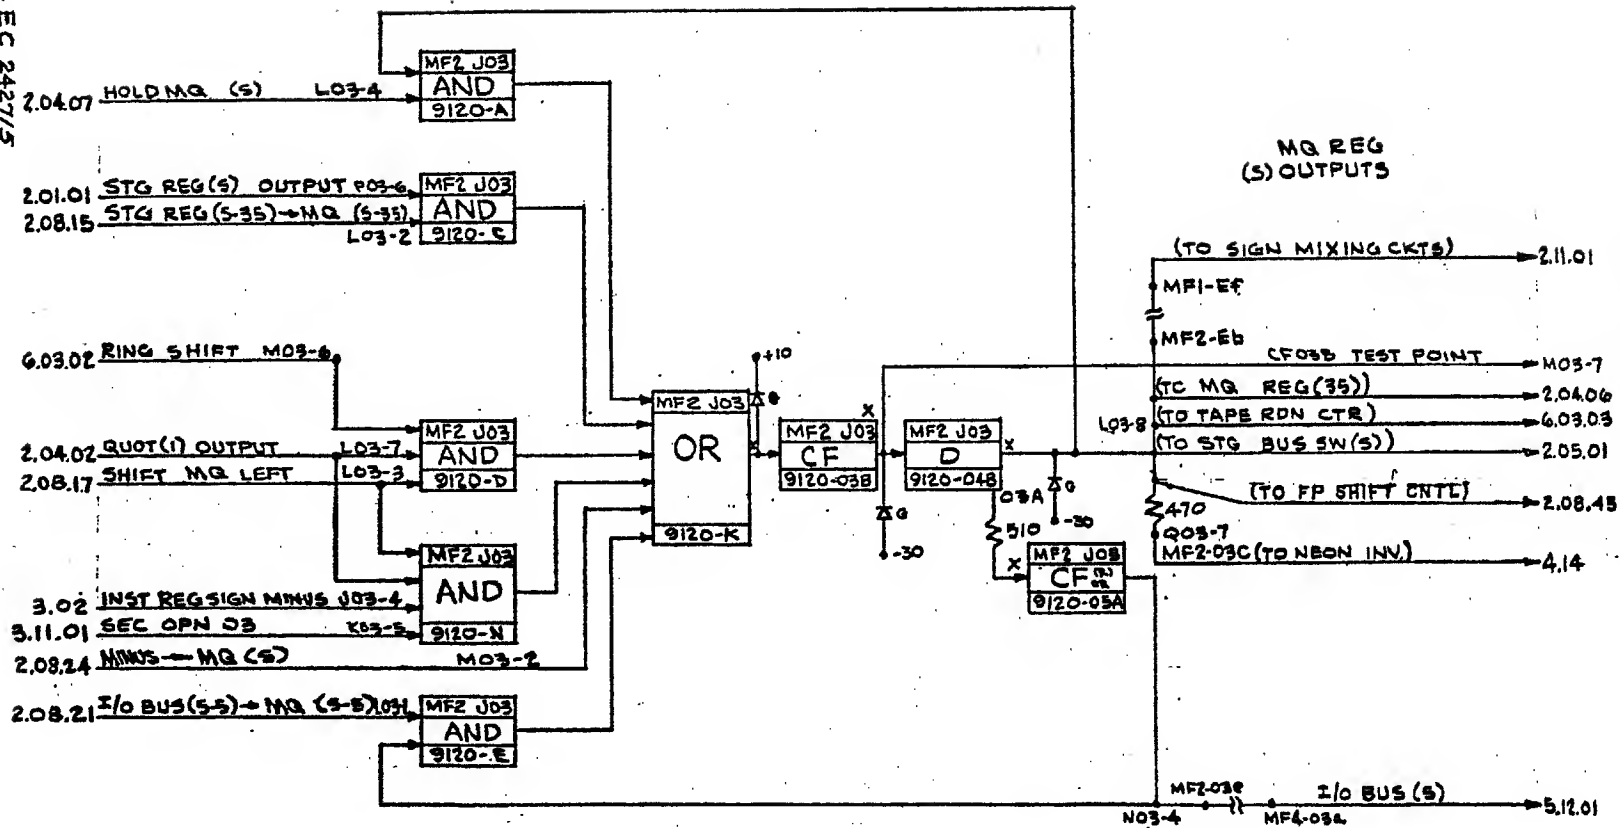 EC 24271/5
MF2 J03
AND
9120-A
2.04.07 HOLD MQ (S) L03-4
MQ REG
(S) OUTPUTS
2.01.01 STG REG(S) OUTPUT P03-6
2.08.15 STG REG(S-35)→MQ (S-35)
L03-2
MF2 J03
AND
9120-C
(TO SIGN MIXING CKTS) 2.11.01
MF1-Ef
MF2-Eb
6.03.02 RING SHIFT M03-6
+10
G
CF03B TEST POINT M03-7
(TO MQ REG(35)) 2.04.06
L03-8 (TO TAPE RDN CTR) 6.03.03
(TO STG BUS SW(S)) 2.05.01
(TO FP SHIFT CNTL) 2.08.45
MF2 J03
OR
9120-K
X
MF2 J03
CF
9120-03B
X
MF2 J03
D
9120-04B
X
2.04.02 QUOT(1) OUTPUT L03-7
2.08.17 SHIFT MQ LEFT L03-3
MF2 J03
AND
9120-D
G
-30
G
-30
03A
510
470
Q03-7
MF2-03C (TO NEON INV.) 4.14
X
MF2 J03
CF
9120-05A
MF2 J03
AND
9120-N
3.02 INST REG SIGN MINUS J03-4
3.11.01 SEC OPN 03 K03-5
2.08.24 MINUS→MQ (S) M03-2
2.08.21 I/O BUS(S-5)→MQ (S-5) L03-1
MF2 J03
AND
9120-E
N03-4
MF2-03e
MF4-03a
I/O BUS (S) 5.12.01